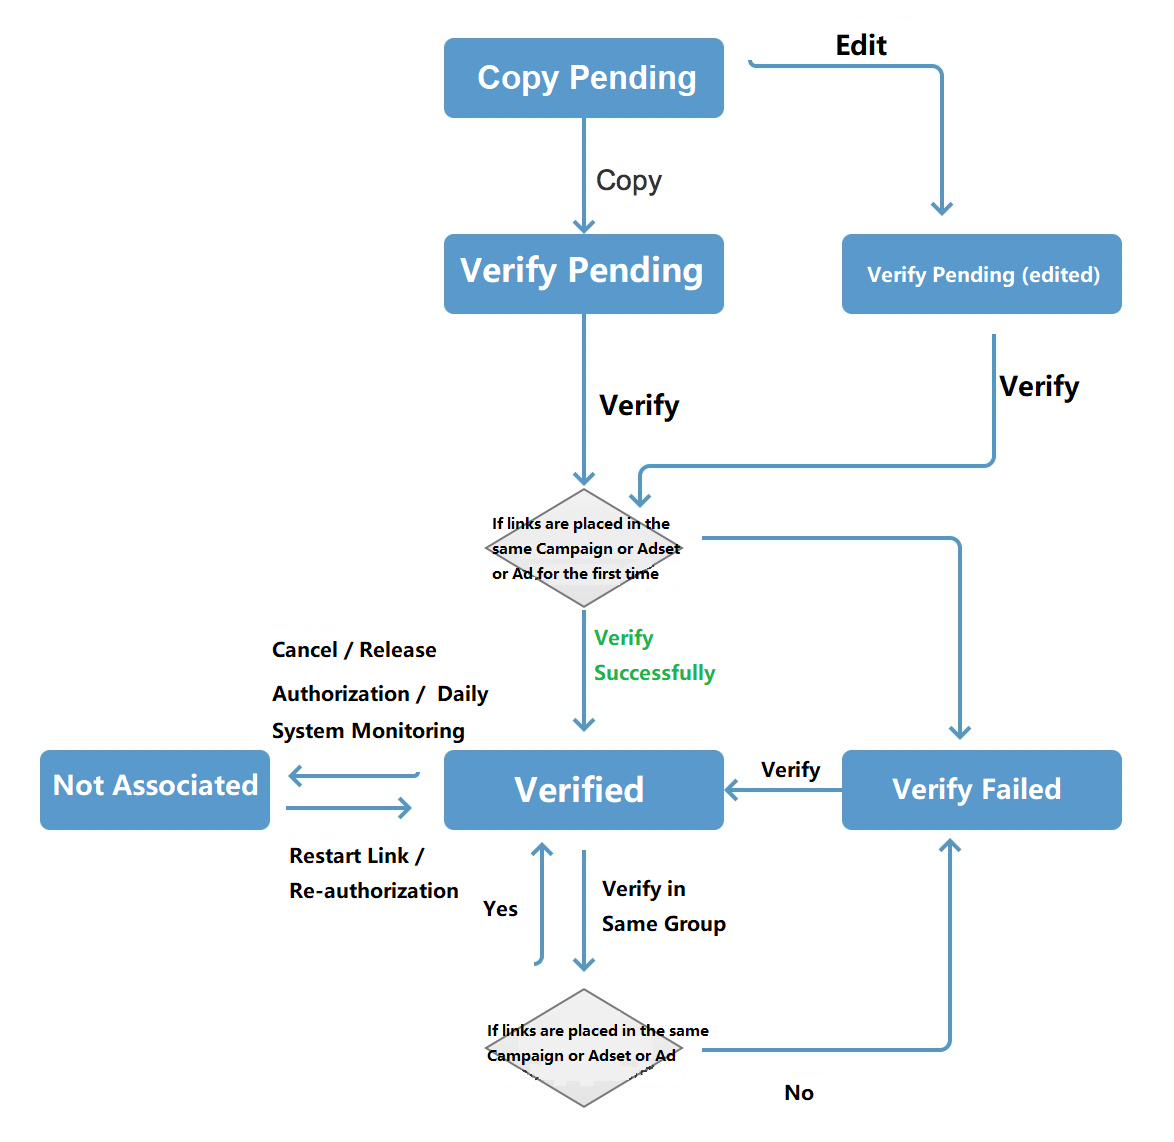 Edit
Copy Pending
Copy
Verify Pending
Verify Pending (edited)
Verify
Verify
If links are placed in the
same Campaign or Adset
or Ad for the first time
Verify
Successfully
Cancel / Release
Authorization / Daily
System Monitoring
Not Associated
Verified
Verify
Verify Failed
Restart Link /
Re-authorization
Yes
Verify in
Same Group
If links are placed in the same
Campaign or Adset or Ad
No